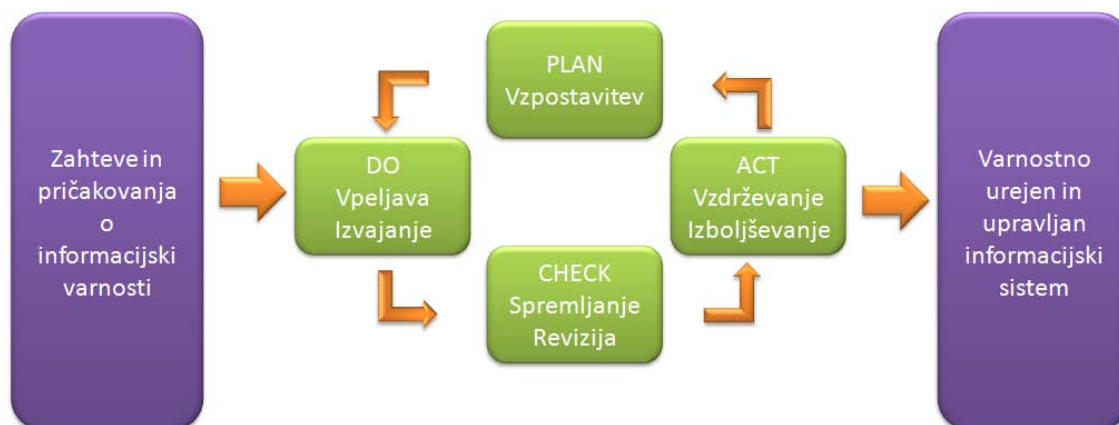 Zahteve in
pričakovanja
o
informacijski
varnosti
PLAN
Vzpostavitev
DO
Vpeljava
Izvajanje
CHECK
Spremljanje
Revizija
ACT
Vzdrževanje
Izboljševanje
Varnostno
urejen in
upravljan
informacijski
sistem